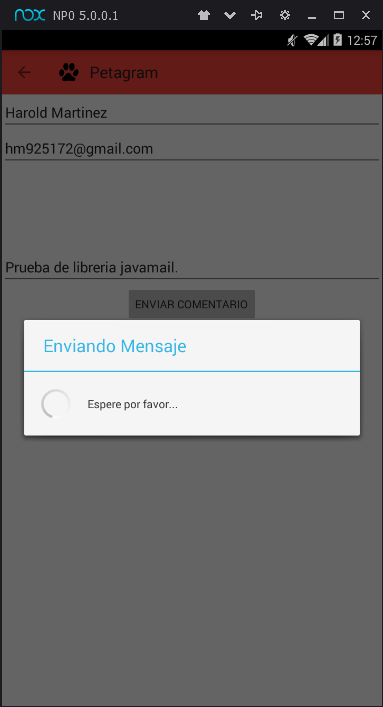 nox NP0 5.0.0.1
12:57
Petagram
Harold Martinez
hm925172@gmail.com
Prueba de libreria javamail.
ENVIAR COMENTARIO
Enviando Mensaje
Espere por favor...